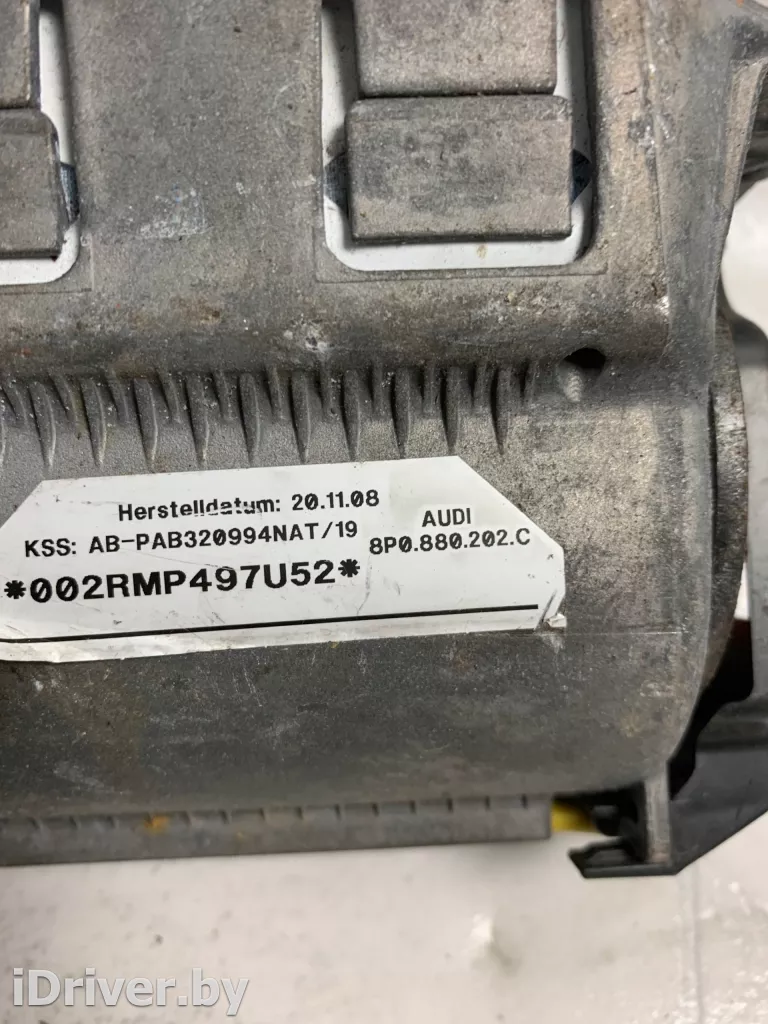 Herstelldatum: 20.11.08
KSS: AB-PAB320994NAT/19
AUDI
8P0.880.202.C
*002RMP497U52*
iDriver.by